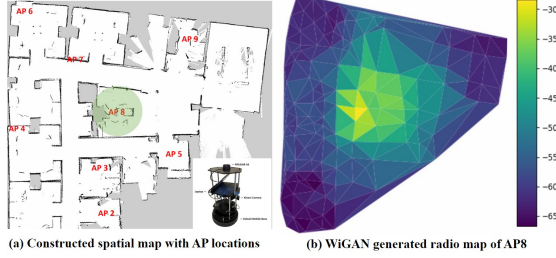 AP 6
AP 7
AP 9
AP 8
AP 4
AP 5
AP 3
AP 2
-30
-35
-40
-45
-50
-55
-60
-65
(a) Constructed spatial map with AP locations
(b) WiGAN generated radio map of AP8